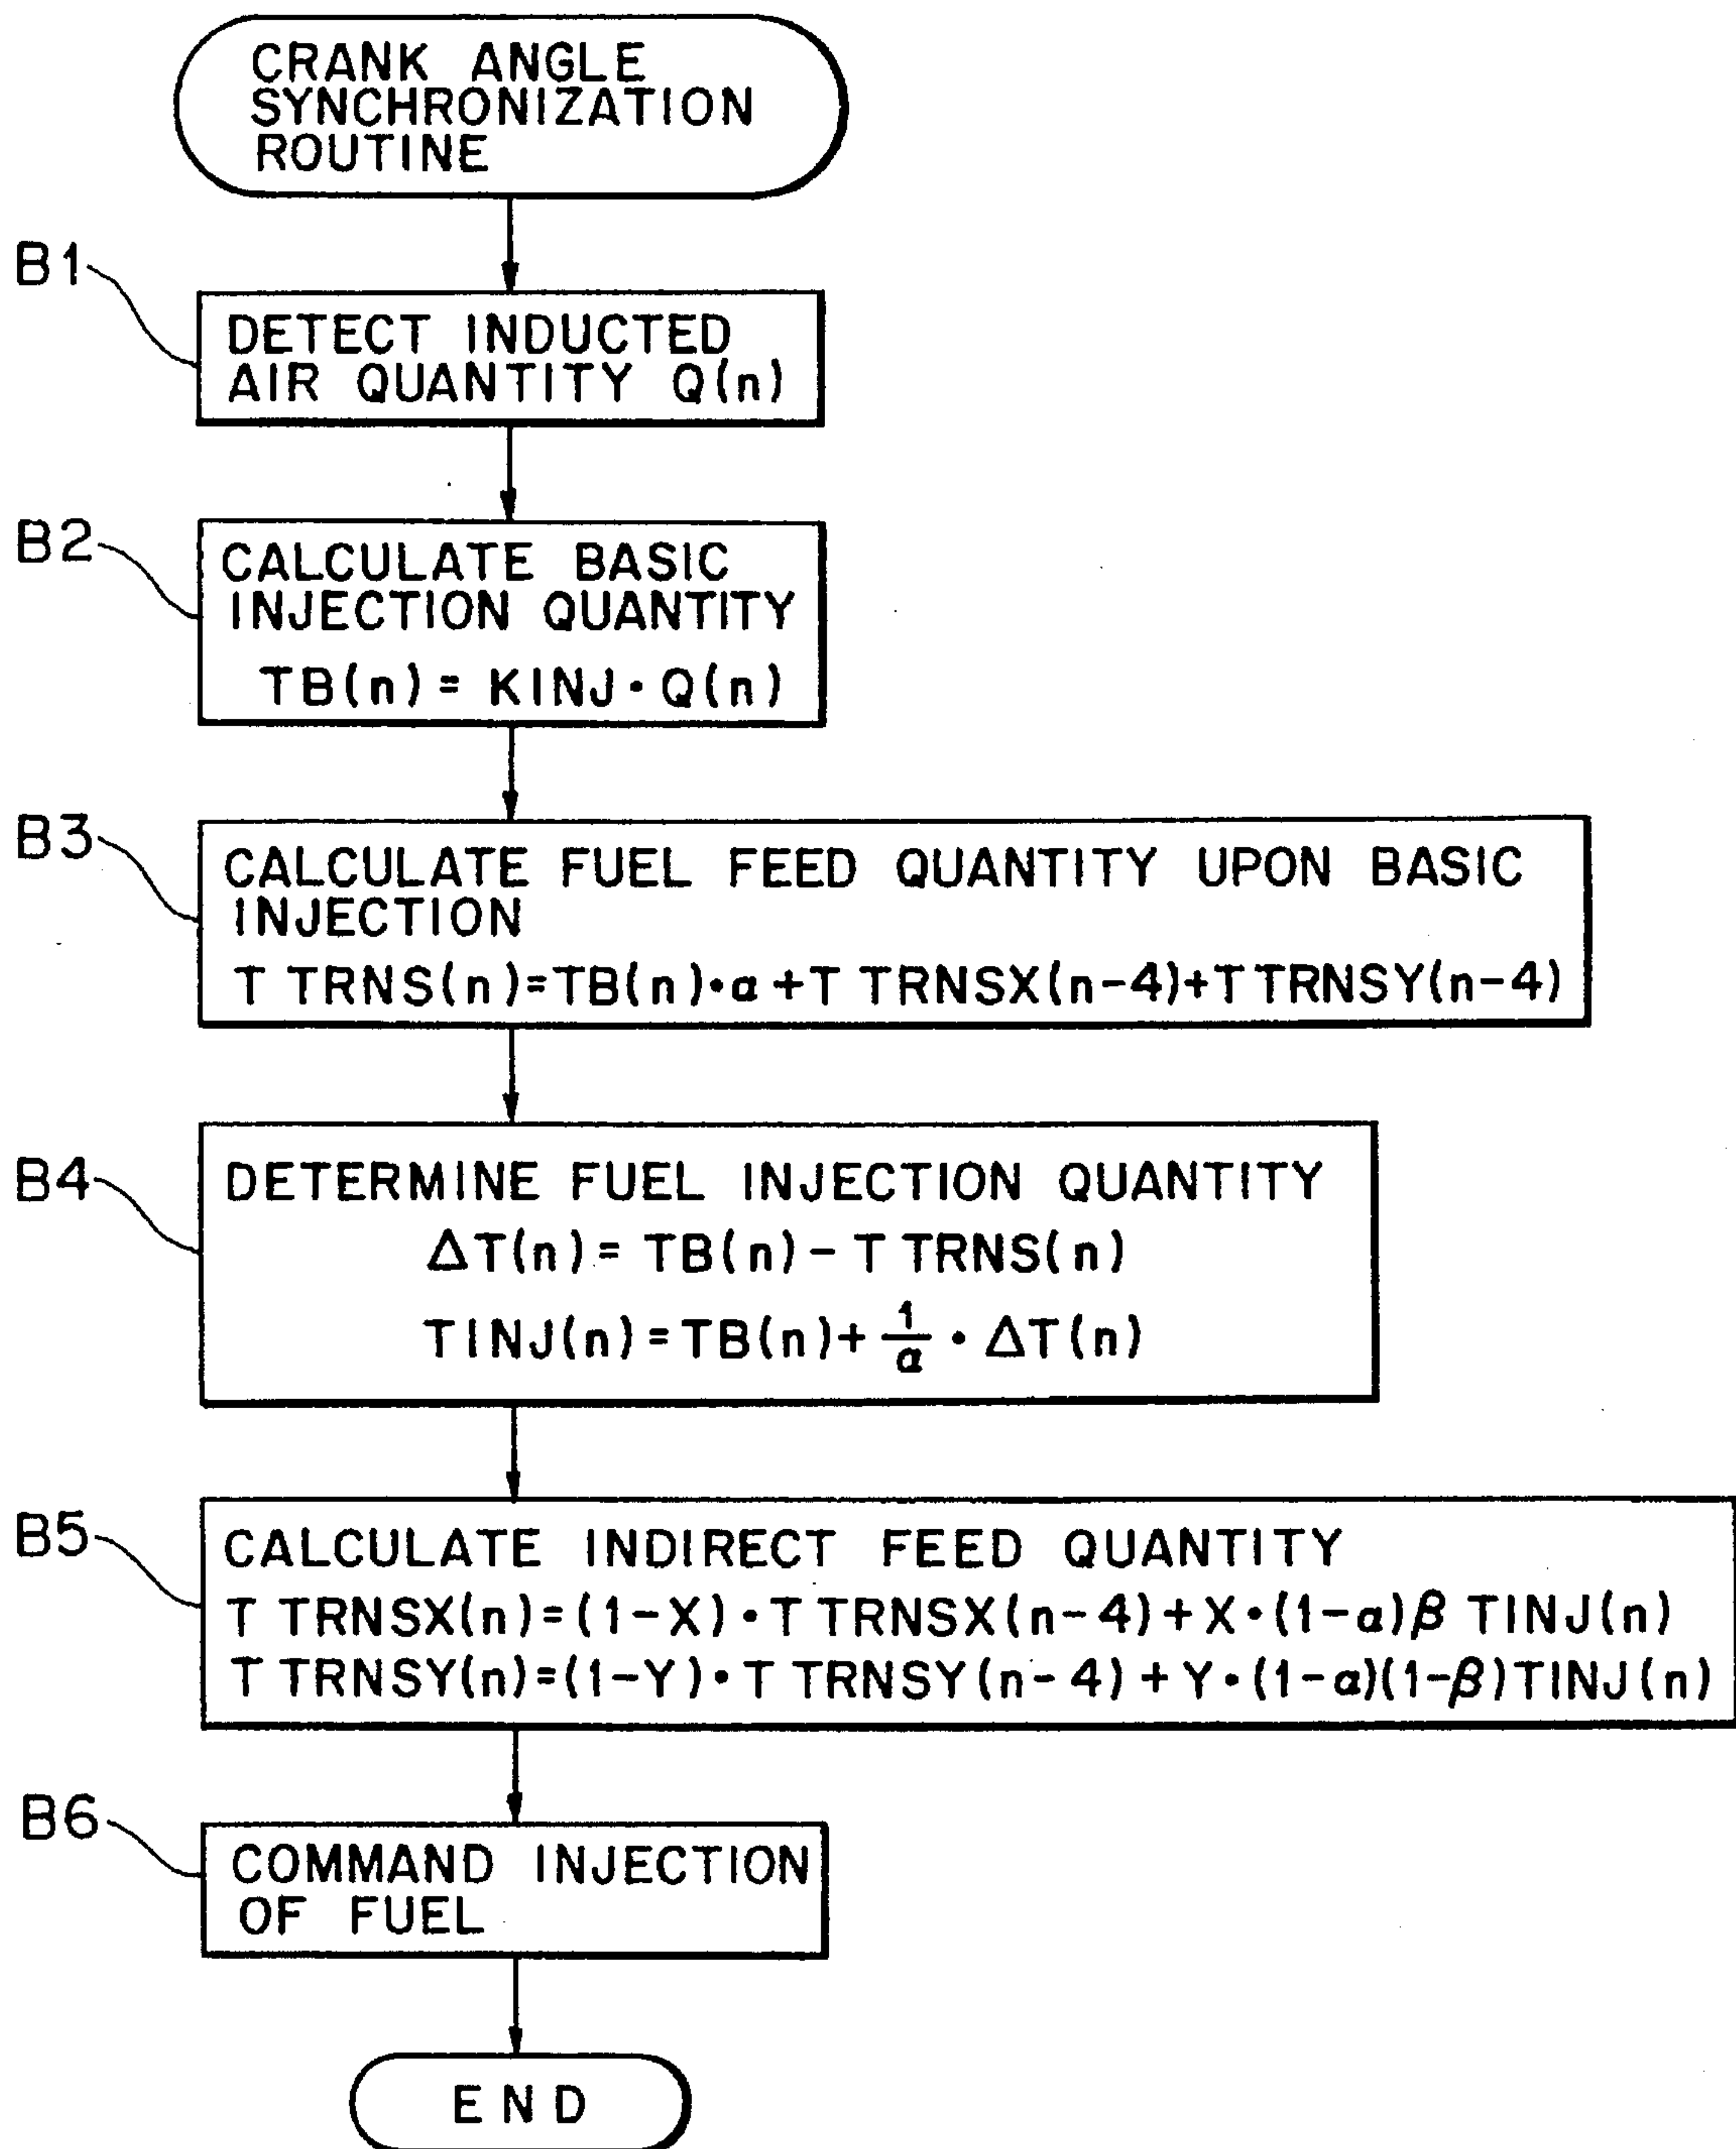 CRANK ANGLE
SYNCHRONIZATION
ROUTINE
B1
DETECT INDUCTED
AIR QUANTITY Q(n)
B2
CALCULATE BASIC
INJECTION QUANTITY
TB(n) = KINJ · Q(n)
B3
CALCULATE FUEL FEED QUANTITY UPON BASIC
INJECTION
T TRNS(n)=TB(n)·α+T TRNSX(n-4)+T TRNSY(n-4)
B4
DETERMINE FUEL INJECTION QUANTITY
ΔT(n) = TB(n) - T TRNS(n)
TINJ(n) = TB(n) + 1/α · ΔT(n)
B5
CALCULATE INDIRECT FEED QUANTITY
T TRNSX(n)=(1-X)·T TRNSX(n-4)+X·(1-α)β TINJ(n)
T TRNSY(n)=(1-Y)·T TRNSY(n-4)+Y·(1-α)(1-β)TINJ(n)
B6
COMMAND INJECTION
OF FUEL
END